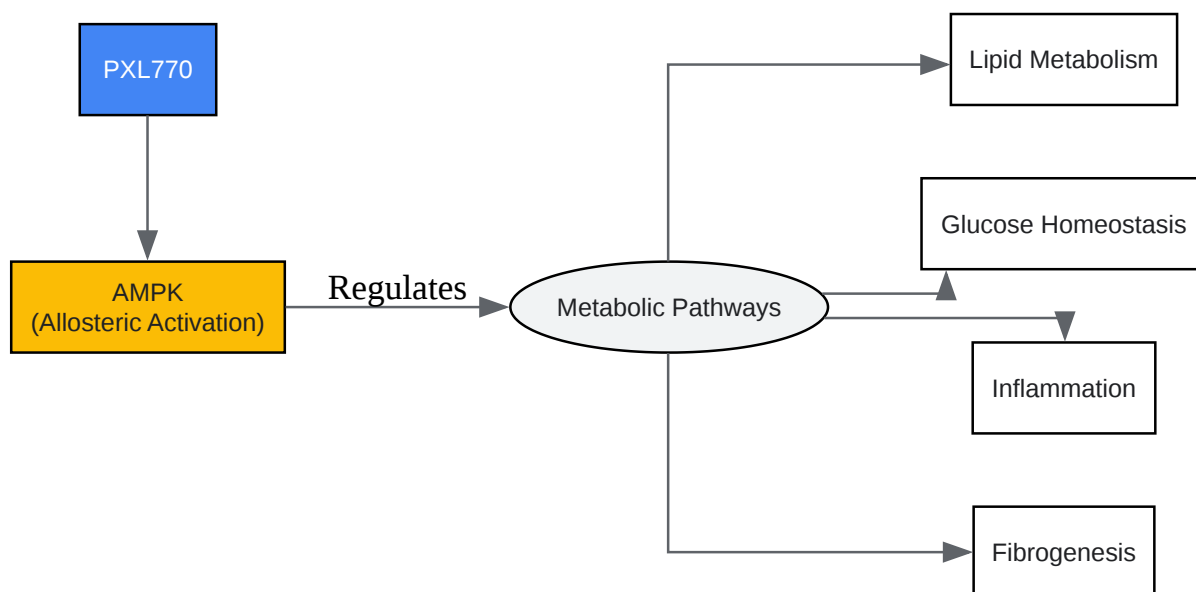 PXL770
Lipid Metabolism
Glucose Homeostasis
AMPK
(Allosteric Activation)
Regulates
Metabolic Pathways
Inflammation
Fibrogenesis